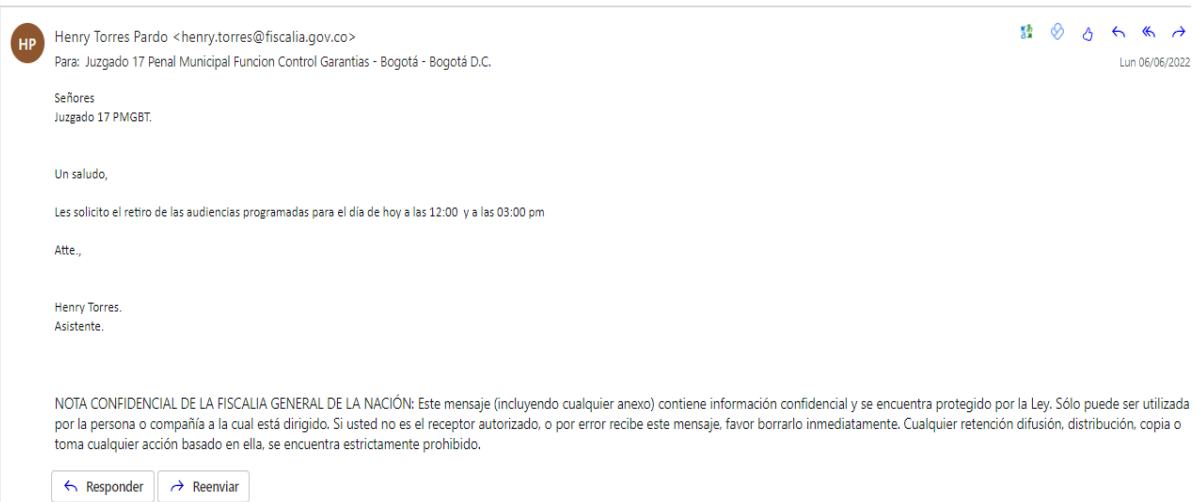 HP
Henry Torres Pardo <henry.torres@fiscalia.gov.co>
Para: Juzgado 17 Penal Municipal Funcion Control Garantias - Bogotá - Bogotá D.C.
Lun 06/06/2022
Señores
Juzgado 17 PMGBT.
Un saludo,
Les solicito el retiro de las audiencias programadas para el día de hoy a las 12:00 y a las 03:00 pm
Atte.,
Henry Torres.
Asistente.
NOTA CONFIDENCIAL DE LA FISCALIA GENERAL DE LA NACIÓN: Este mensaje (incluyendo cualquier anexo) contiene información confidencial y se encuentra protegido por la Ley. Sólo puede ser utilizada
por la persona o compañía a la cual está dirigido. Si usted no es el receptor autorizado, o por error recibe este mensaje, favor borrarlo inmediatamente. Cualquier retención difusión, distribución, copia o
toma cualquier acción basado en ella, se encuentra estrictamente prohibido.
Responder
Reenviar